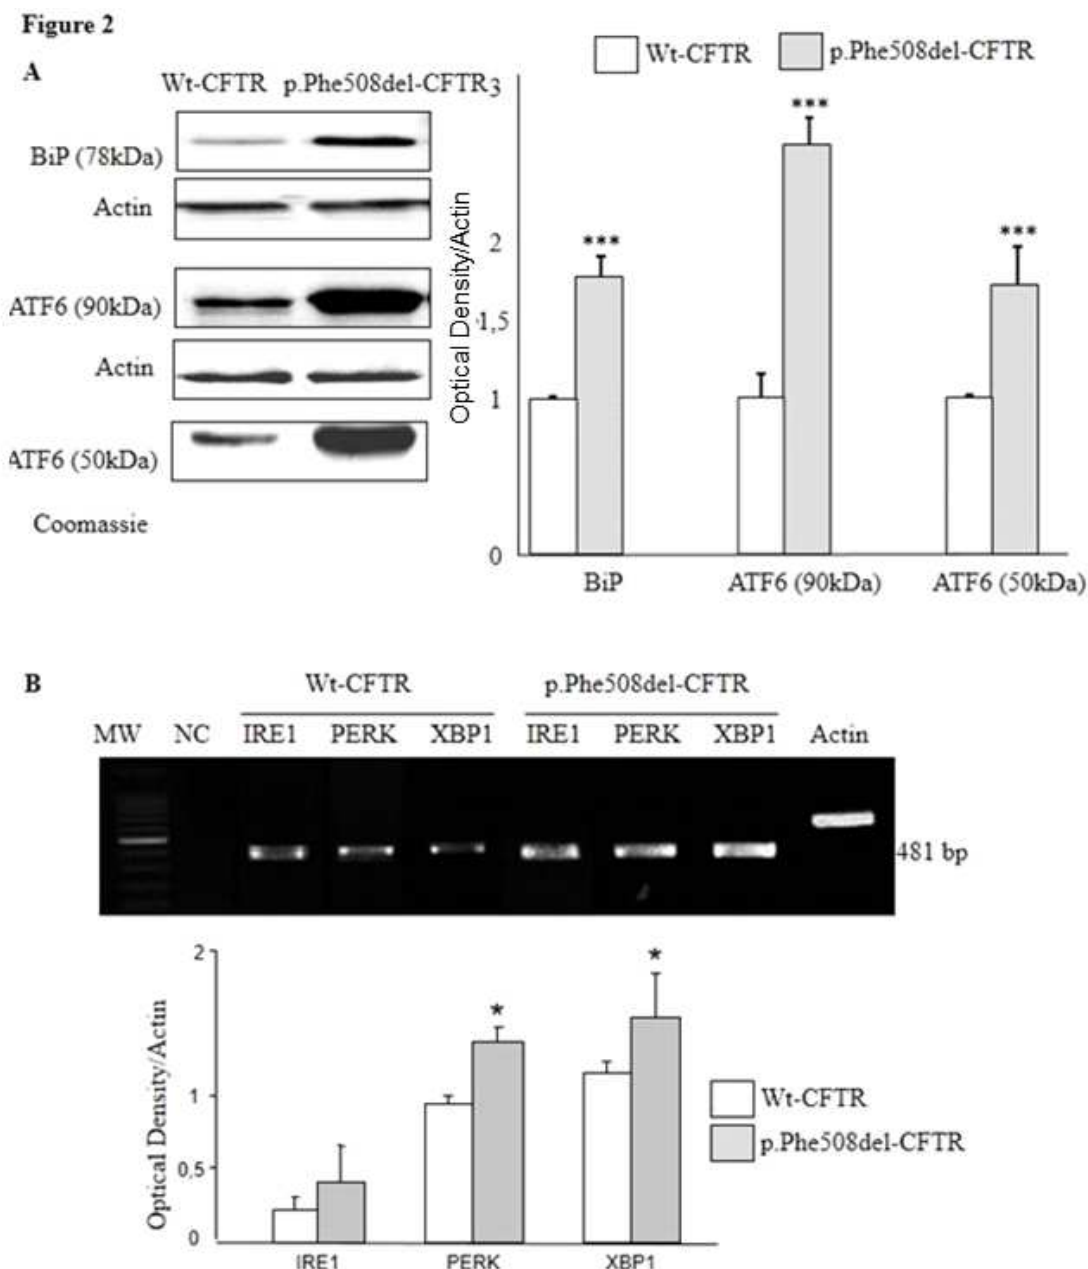 Figure 2
A
Wt-CFTR p.Phe508del-CFTR
BiP (78kDa)
Actin
ATF6 (90kDa)
Actin
ATF6 (50kDa)
Coomassie
Wt-CFTR p.Phe508del-CFTR
Optical Density/Actin
3
2
1,5
1
0
***
***
***
BiP ATF6 (90kDa) ATF6 (50kDa)
B
Wt-CFTR p.Phe508del-CFTR
MW NC IRE1 PERK XBP1 IRE1 PERK XBP1 Actin
481 bp
Optical Density/Actin
2
1
0,5
0
*
*
IRE1 PERK XBP1
Wt-CFTR
p.Phe508del-CFTR